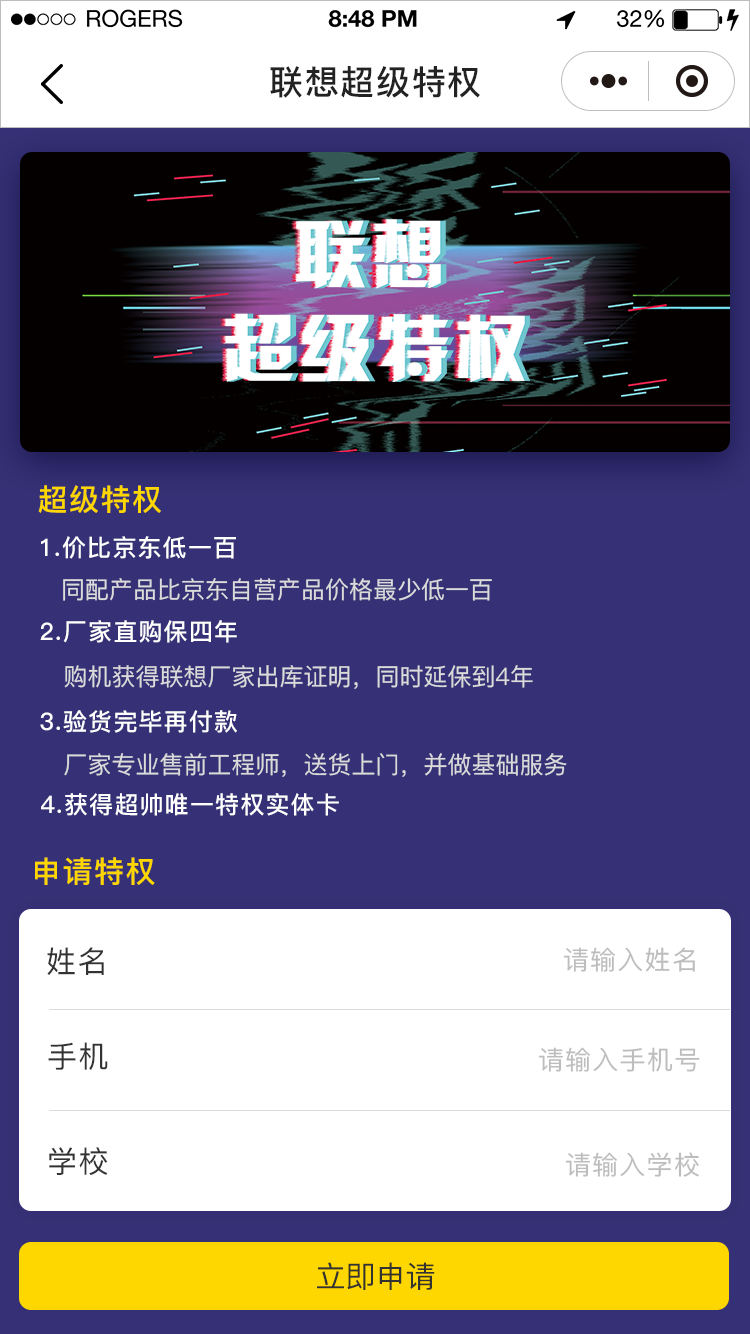 ROGERS 8:48 PM 32%
联想超级特权
联想
超级特权
超级特权
1.价比京东低一百
同配产品比京东自营产品价格最少低一百
2.厂家直购保四年
购机获得联想厂家出库证明，同时延保到4年
3.验货完毕再付款
厂家专业售前工程师，送货上门，并做基础服务
4.获得超帅唯一特权实体卡
申请特权
姓名 请输入姓名
手机 请输入手机号
学校 请输入学校
立即申请